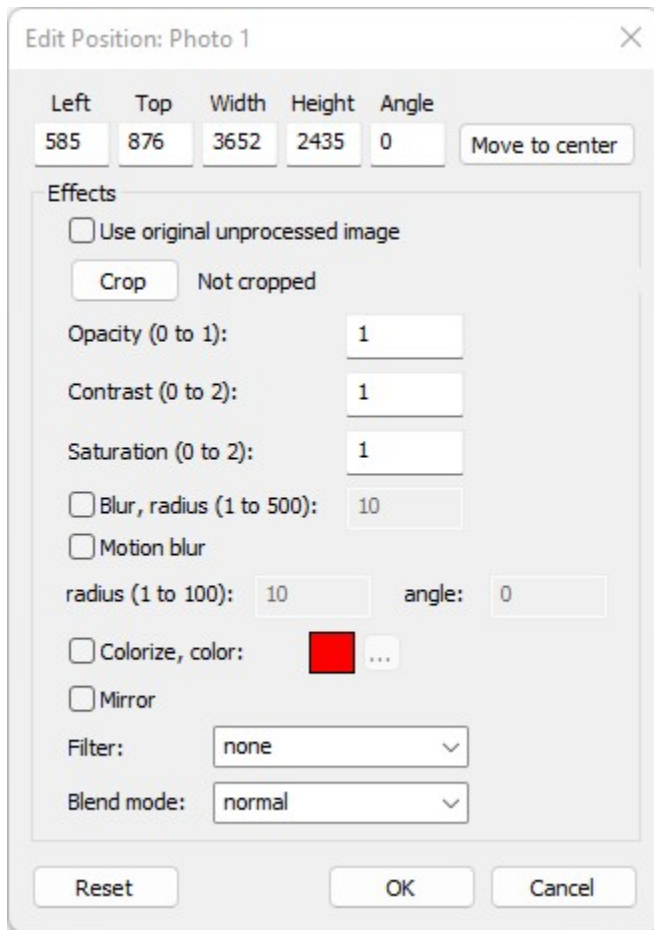 Edit Position: Photo 1
Left Top Width Height Angle
585 876 3652 2435 0 Move to center
Effects
Use original unprocessed image
Crop Not cropped
Opacity (0 to 1): 1
Contrast (0 to 2): 1
Saturation (0 to 2): 1
Blur, radius (1 to 500): 10
Motion blur
radius (1 to 100): 10 angle: 0
Colorize, color: ...
Mirror
Filter: none
Blend mode: normal
Reset OK Cancel